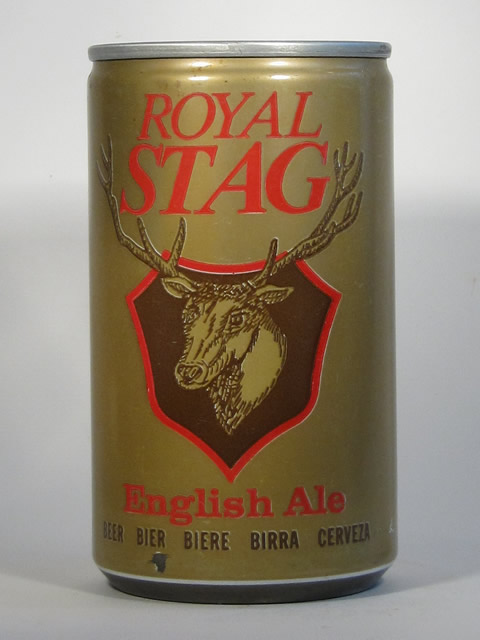 ROYAL
STAG
English Ale
BEER BIER BIERE BIRRA CERVEZA